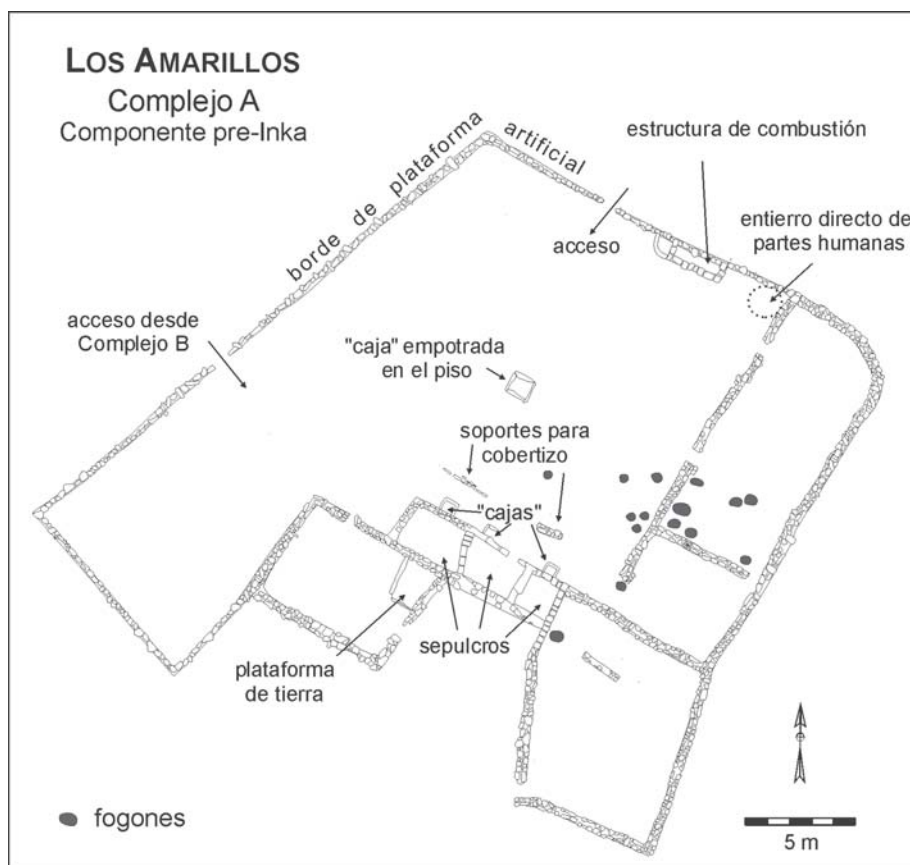 LOS AMARILLOS
Complejo A
Componente pre-Inka
borde de plataforma artificial
estructura de combustión
acceso
entierro directo de
partes humanas
acceso desde
Complejo B
"caja" empotrada
en el piso
soportes para
cobertizo
"cajas"
sepulcros
plataforma
de tierra
fogones
5 m